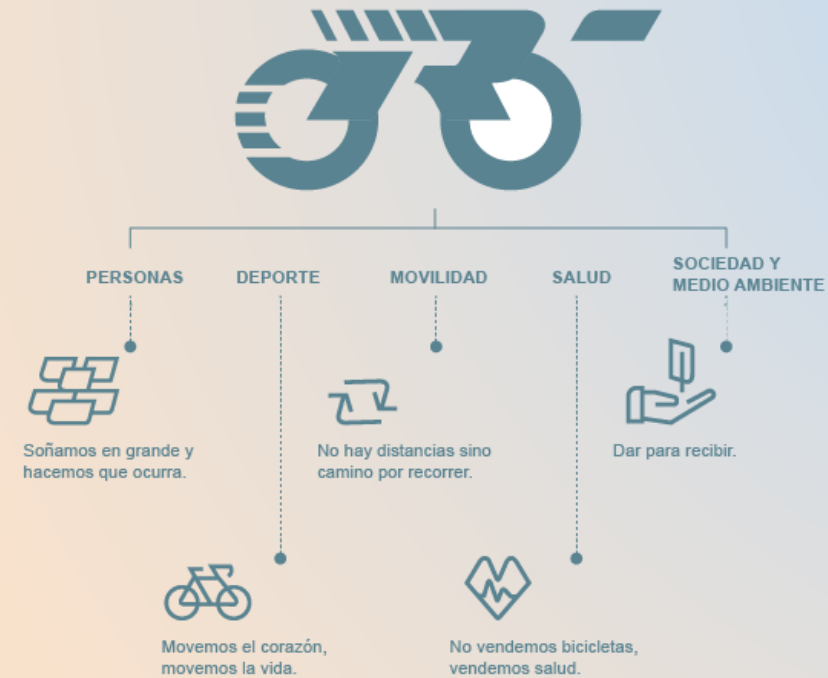 PERSONAS
DEPORTE
MOVILIDAD
SALUD
SOCIEDAD Y
MEDIO AMBIENTE
Soñamos en grande y
hacemos que ocurra.
No hay distancias sino
camino por recorrer.
Dar para recibir.
Movemos el corazón,
movemos la vida.
No vendemos bicicletas,
vendemos salud.